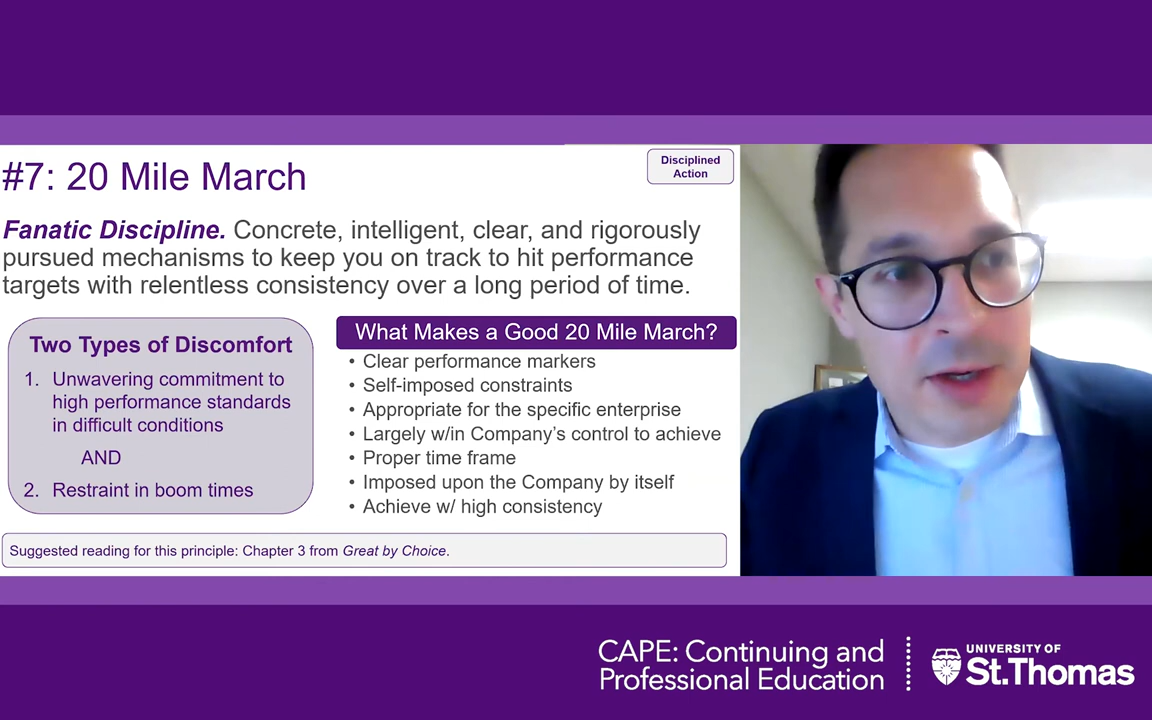 #7: 20 Mile March
Disciplined
Action
Fanatic Discipline. Concrete, intelligent, clear, and rigorously
pursued mechanisms to keep you on track to hit performance
targets with relentless consistency over a long period of time.
Two Types of Discomfort
1. Unwavering commitment to
high performance standards
in difficult conditions
AND
2. Restraint in boom times
What Makes a Good 20 Mile March?
• Clear performance markers
• Self-imposed constraints
• Appropriate for the specific enterprise
• Largely w/in Company's control to achieve
• Proper time frame
• Imposed upon the Company by itself
• Achieve w/ high consistency
Suggested reading for this principle: Chapter 3 from Great by Choice.
CAPE: Continuing and
Professional Education
UNIVERSITY OF
St.Thomas